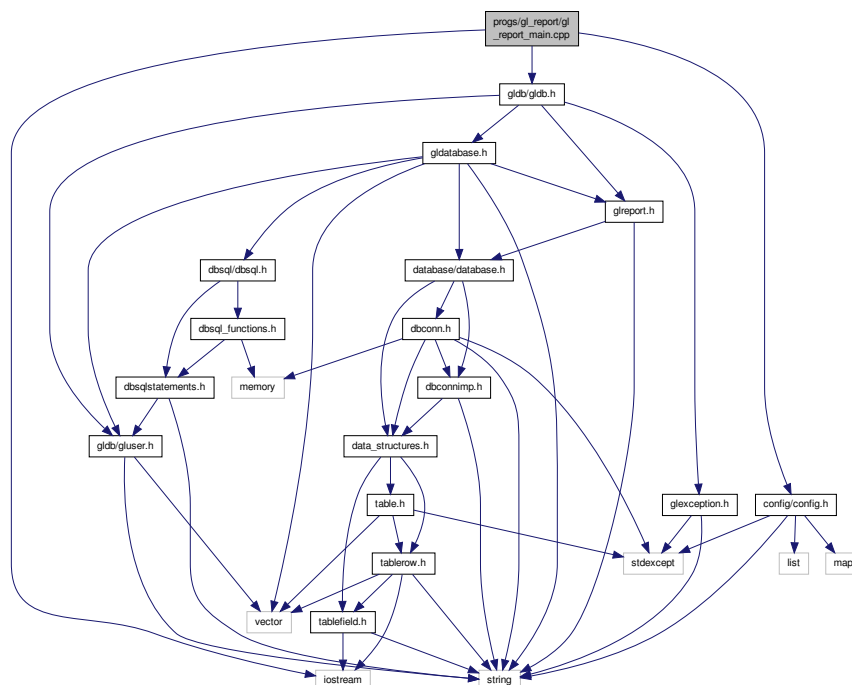 progs/gl_report/gl
_report_main.cpp
gldb/gldb.h
gldatabase.h
glreport.h
dbsql/dbsql.h
database/database.h
dbsql_functions.h
dbconn.h
dbsqlstatements.h
memory
dbconnimp.h
gldb/gluser.h
data_structures.h
table.h
glexception.h
config/config.h
tablerow.h
stdexcept
list
map
vector
tablefield.h
iostream
string